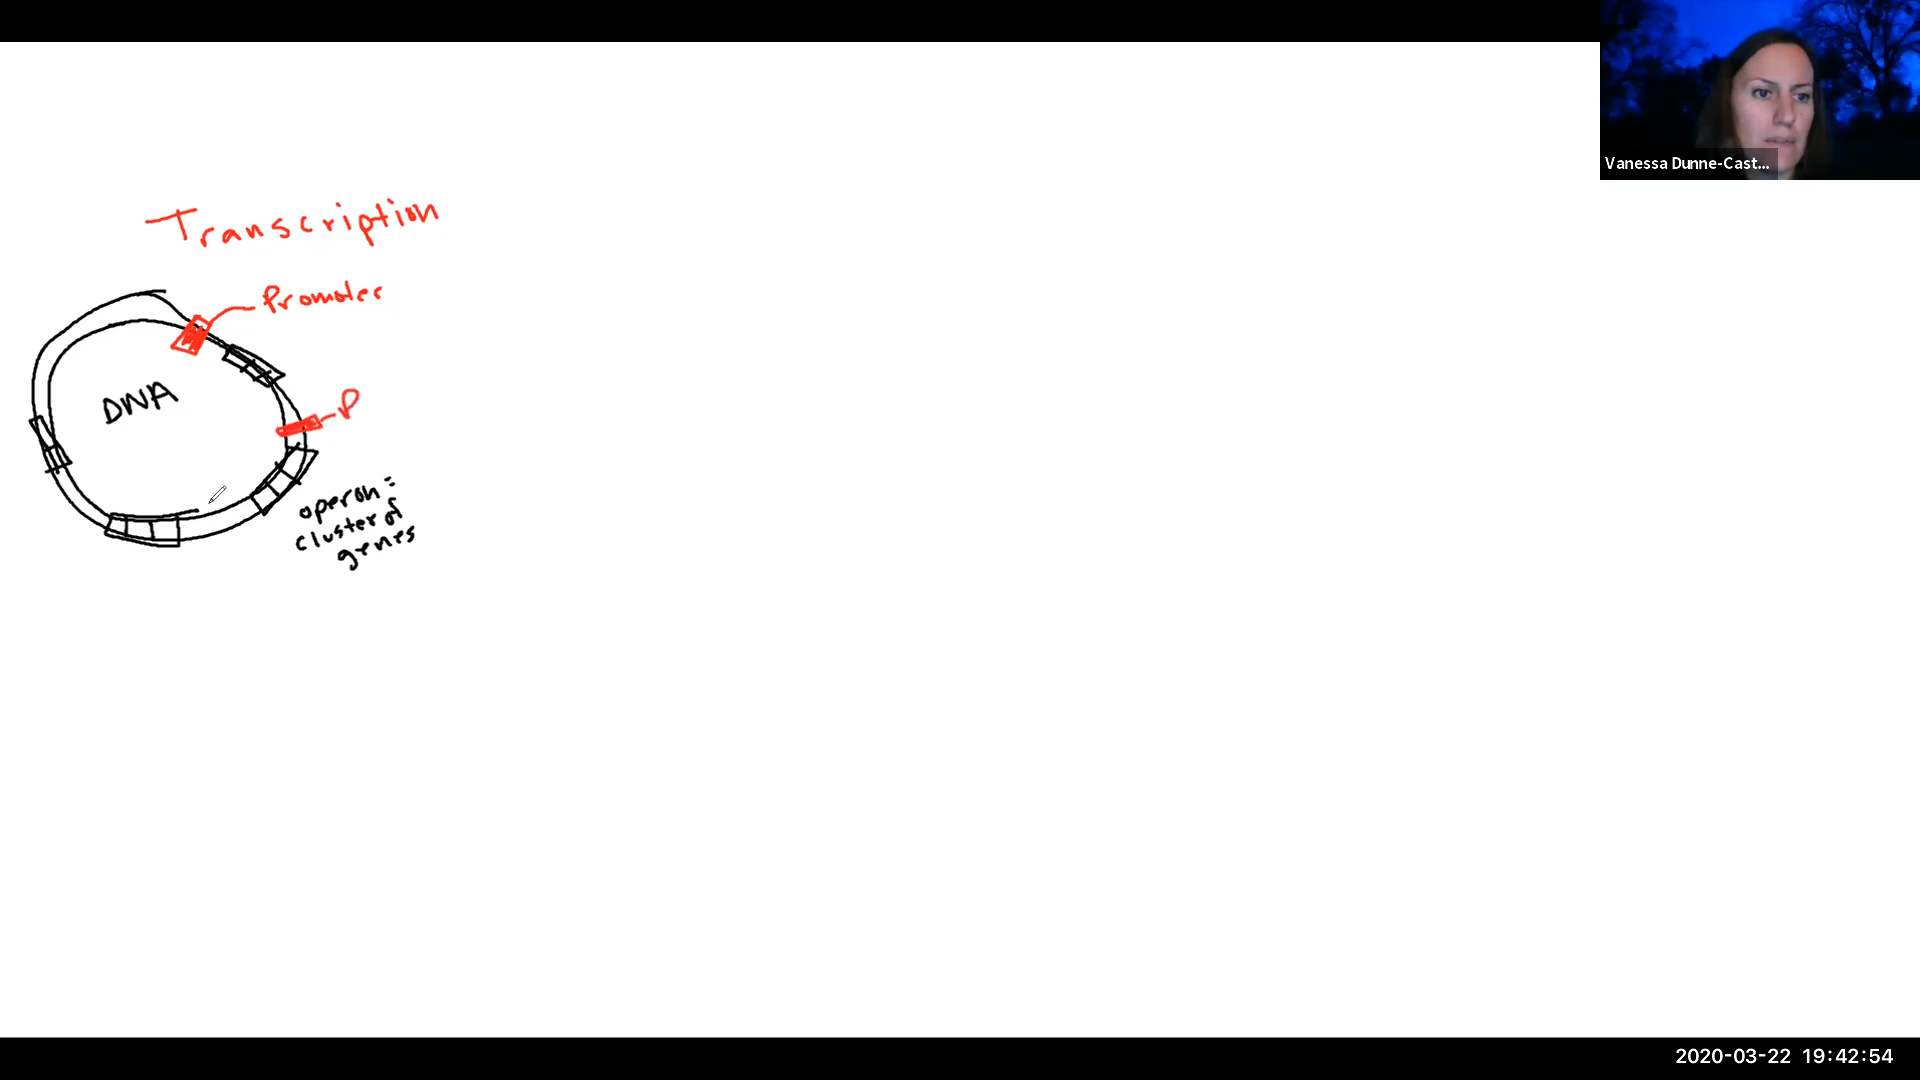 Vanessa Dunne-Cast...
Transcription
Promoter
DNA
P
operon =
cluster of
genes
2020-03-22 19:42:54